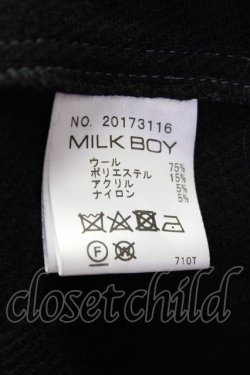 NO. 20173116
MILK BOY
ウール 75%
ポリエステル 15%
アクリル 5%
ナイロン 5%
F W
710T
closet child